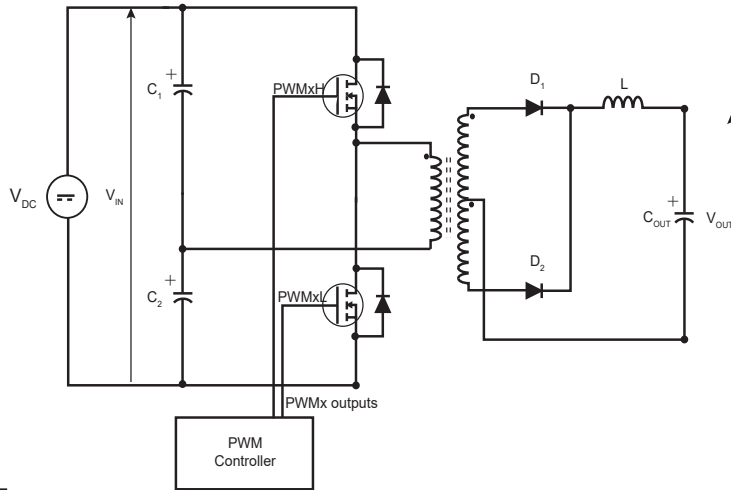 PWMxH
D1
L
C1
+
VDC
VIN
+
COUT
VOUT
D2
+
C2
PWMxL
PWMx outputs
PWM
Controller